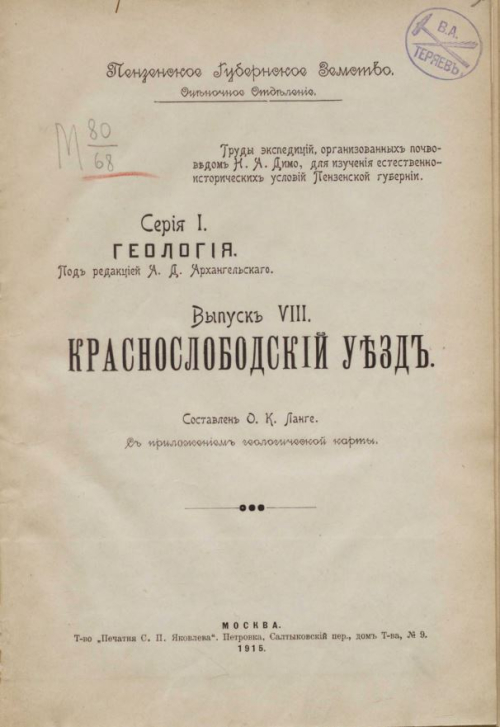 В.А.
ТЕРЯЕВЪ
Пензенское Губернское Земство.
Оцѣночное Отдѣленіе.
М 80
68
Труды экспедицій, организованныхъ почво-
вѣдомъ Н. А. Димо, для изученія естественно-
историческихъ условій Пензенской губерніи.
Серія I.
ГЕОЛОГІЯ.
Подъ редакціей А. Д. Архангельскаго.
Выпускъ VIII.
КРАСНОСЛОБОДСКІЙ УѢЗДЪ.
Составленъ О. К. Ланге.
Съ приложеніемъ геологической карты.
МОСКВА.
Т-во „Печатня С. П. Яковлева". Петровка, Салтыковскій пер., домъ Т-ва, № 9.
1915.